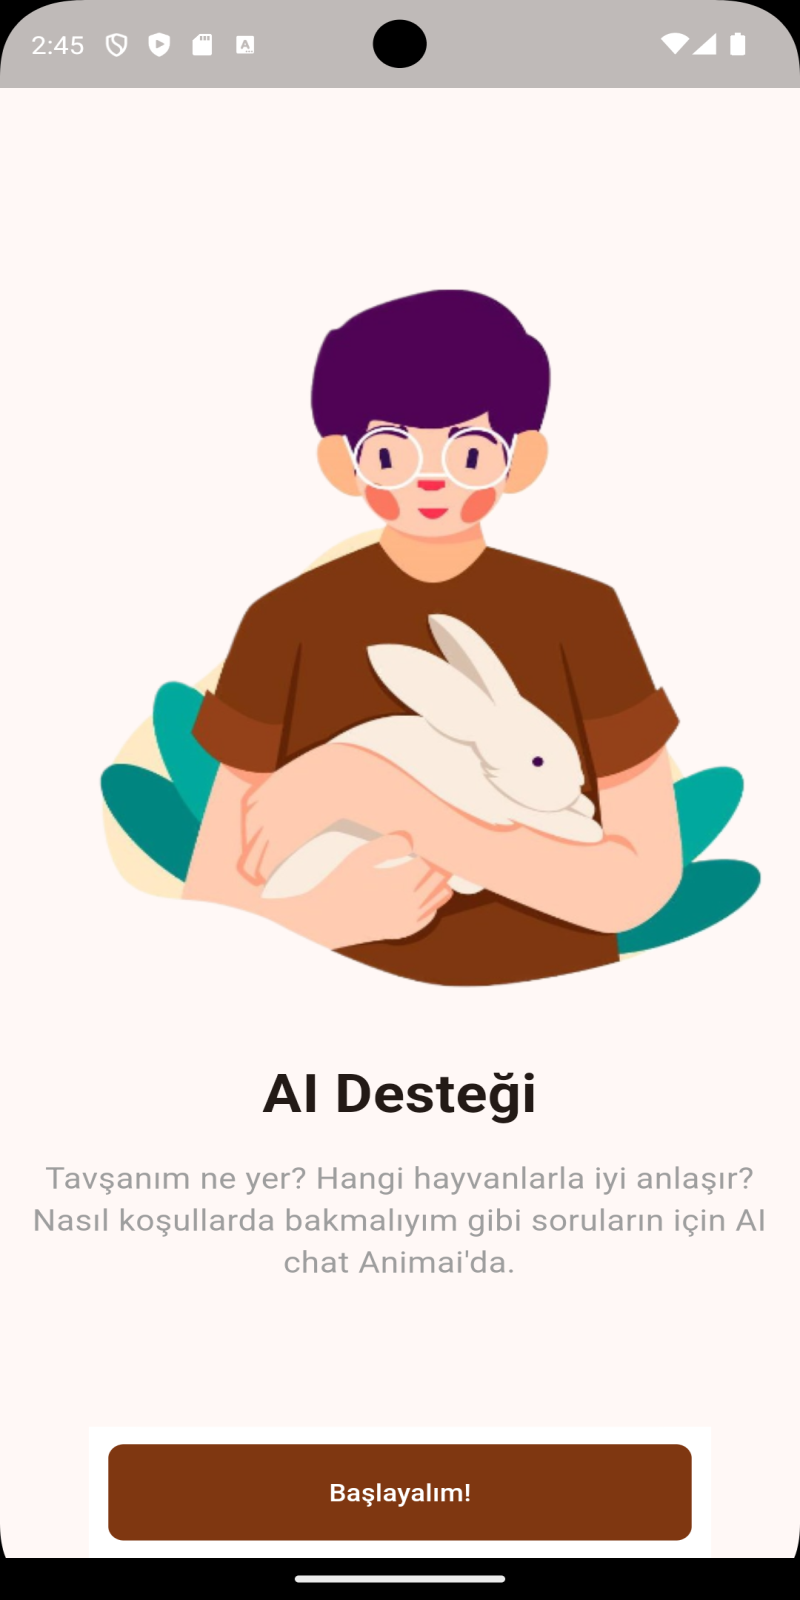 2:45
AI Desteği
Tavşanım ne yer? Hangi hayvanlarla iyi anlaşır?
Nasıl koşullarda bakmalıyım gibi soruların için AI
chat Animai'da.
Başlayalım!